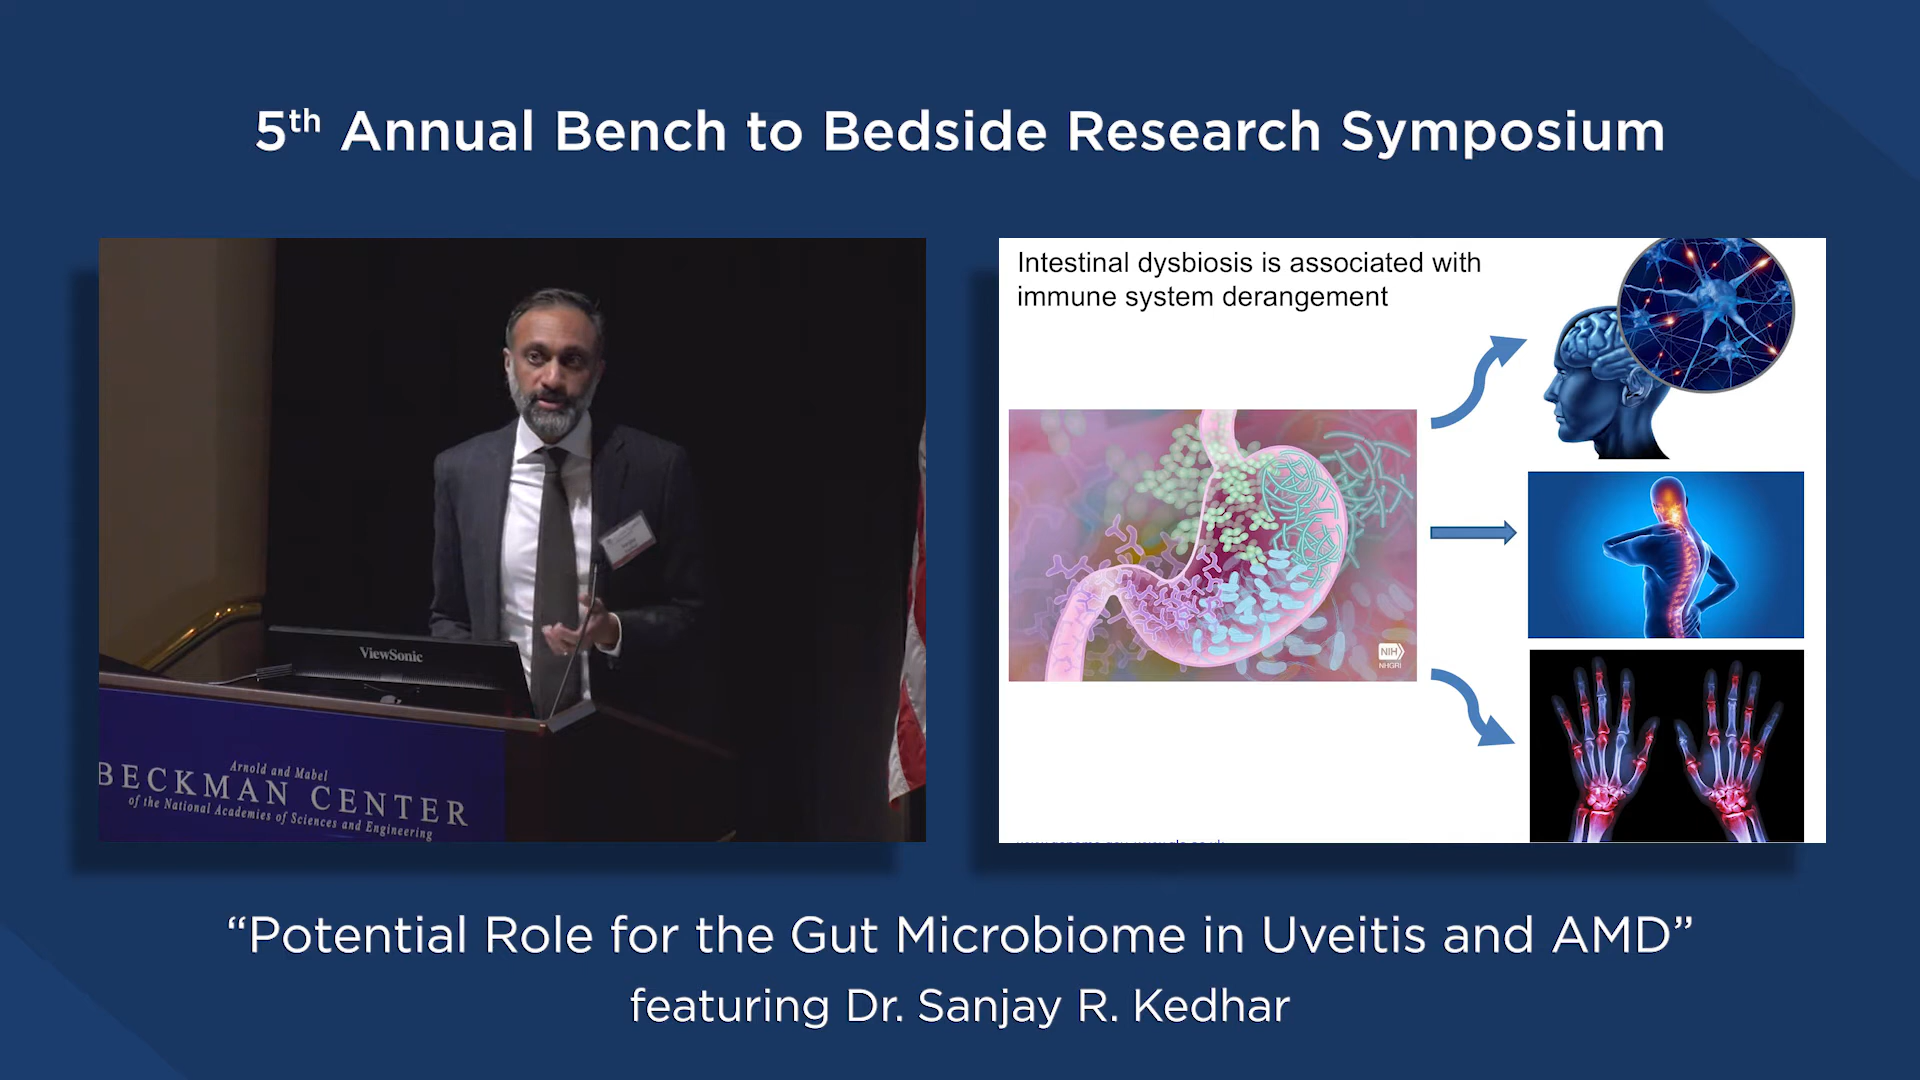 5th Annual Bench to Bedside Research Symposium
Intestinal dysbiosis is associated with
immune system derangement
NIH
NHGRI
ViewSonic
Arnold and Mabel
BECKMAN CENTER
of the National Academies of Sciences and Engineering
“Potential Role for the Gut Microbiome in Uveitis and AMD”
featuring Dr. Sanjay R. Kedhar